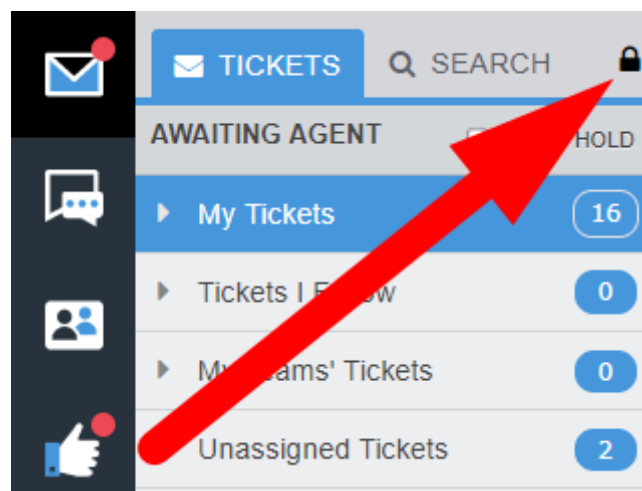 TICKETS SEARCH
AWAITING AGENT HOLD
My Tickets 16
Tickets I 0
Tickets 0
Unassigned Tickets 2